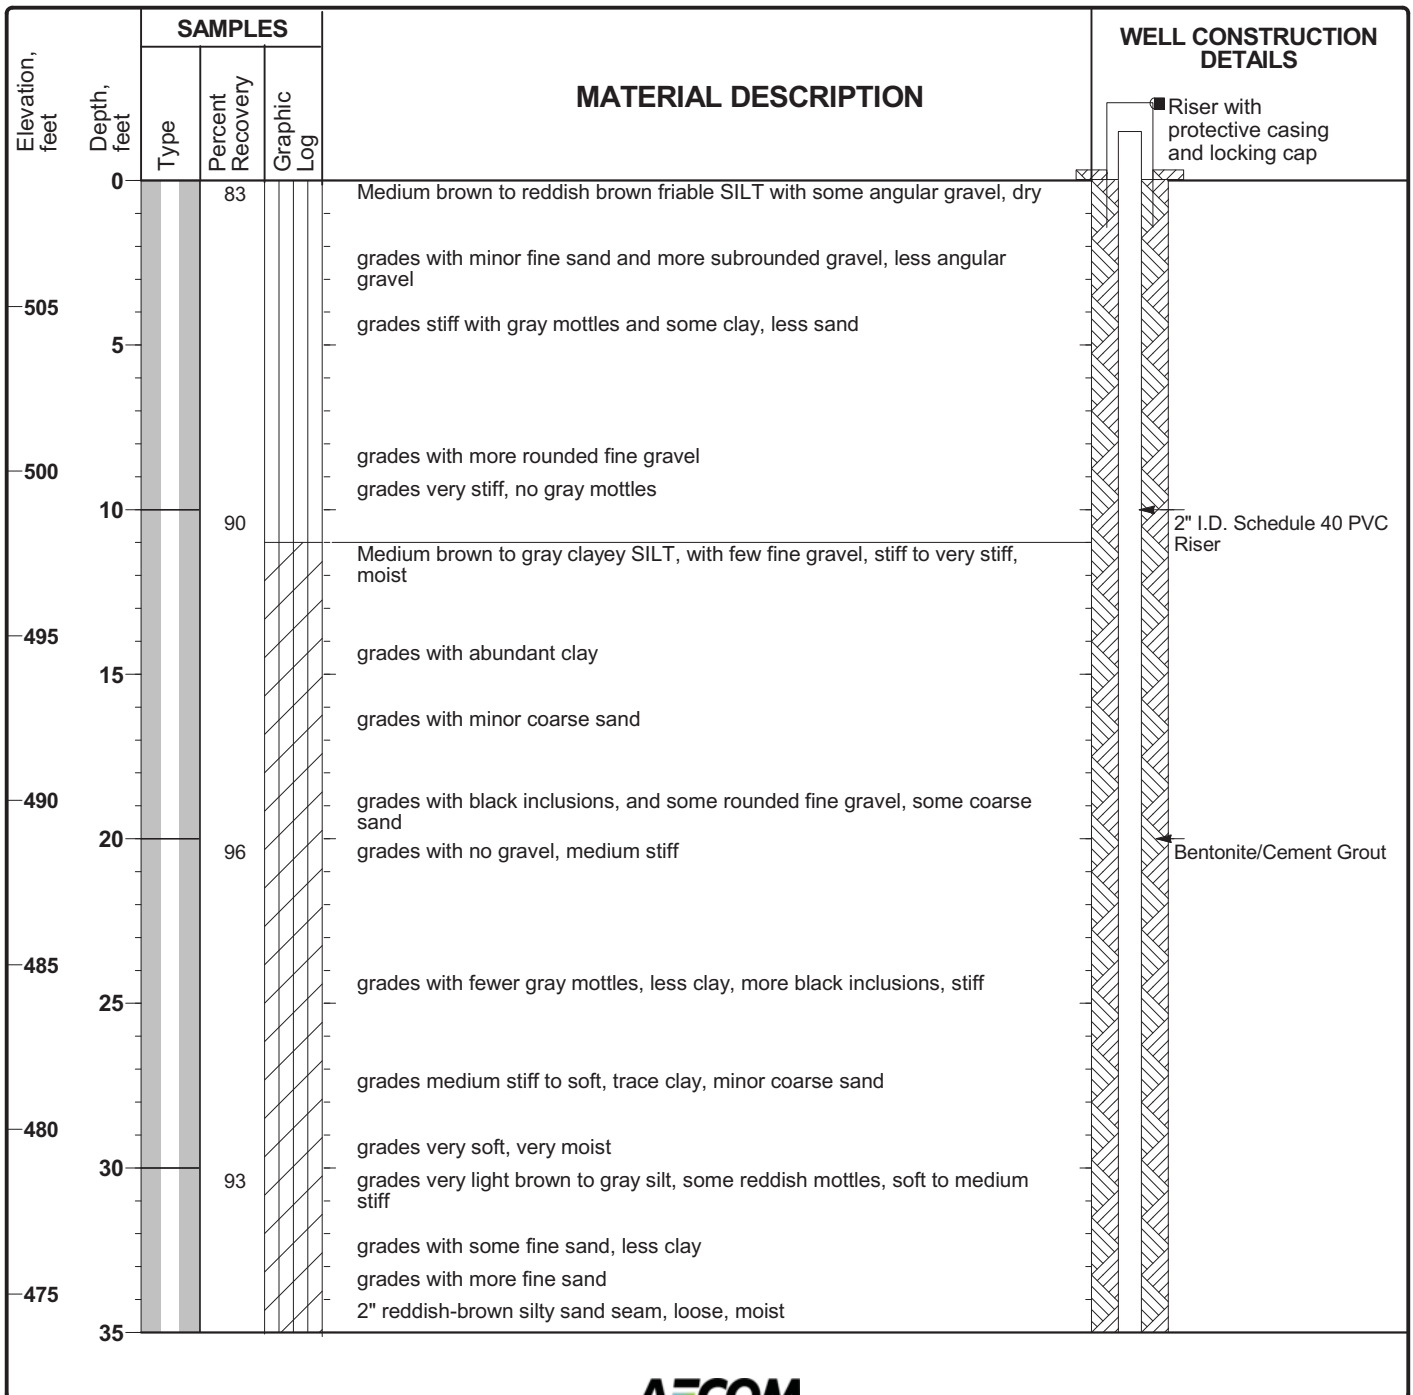 SAMPLES
Elevation,
feet
Depth,
feet
Type
Percent
Recovery
Graphic
Log
MATERIAL DESCRIPTION
WELL CONSTRUCTION
DETAILS
Riser with
protective casing
and locking cap
0
83
Medium brown to reddish brown friable SILT with some angular gravel, dry
grades with minor fine sand and more subrounded gravel, less angular
gravel
505
grades stiff with gray mottles and some clay, less sand
5
grades with more rounded fine gravel
500
grades very stiff, no gray mottles
10
90
2" I.D. Schedule 40 PVC
Riser
Medium brown to gray clayey SILT, with few fine gravel, stiff to very stiff,
moist
495
grades with abundant clay
15
grades with minor coarse sand
490
grades with black inclusions, and some rounded fine gravel, some coarse
sand
20
96
grades with no gravel, medium stiff
Bentonite/Cement Grout
485
grades with fewer gray mottles, less clay, more black inclusions, stiff
25
grades medium stiff to soft, trace clay, minor coarse sand
480
grades very soft, very moist
30
93
grades very light brown to gray silt, some reddish mottles, soft to medium
stiff
grades with some fine sand, less clay
grades with more fine sand
475
2" reddish-brown silty sand seam, loose, moist
35
AECOM